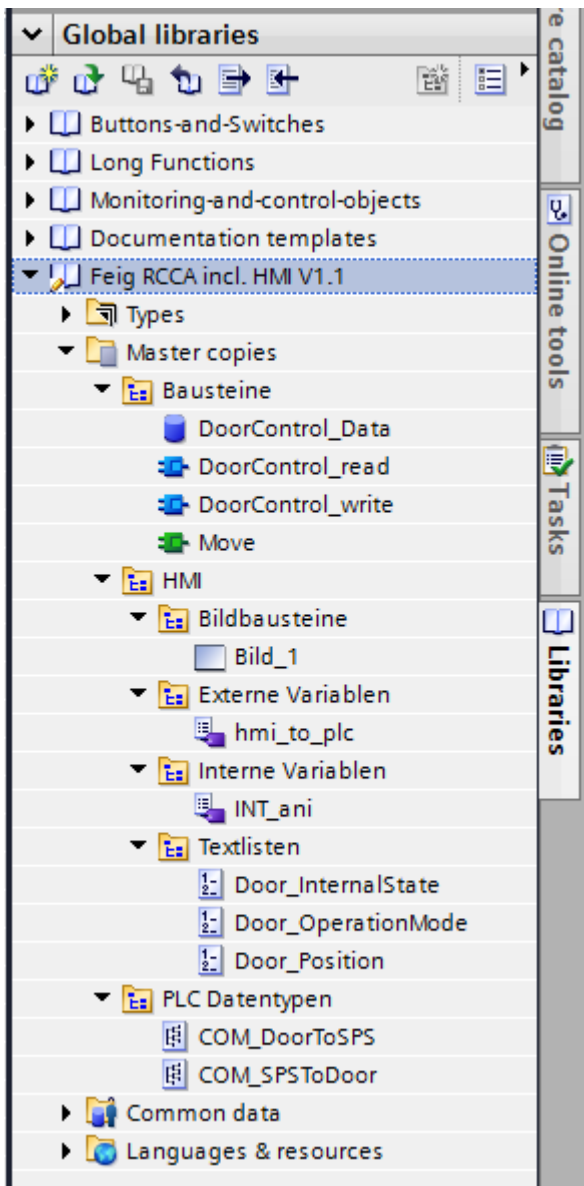 Global libraries
Buttons-and-Switches
Long Functions
Monitoring-and-control-objects
Documentation templates
Feig RCCA incl. HMI V1.1
Types
Master copies
Bausteine
DoorControl_Data
DoorControl_read
DoorControl_write
Move
HMI
Bildbausteine
Bild_1
Externe Variablen
hmi_to_plc
Interne Variablen
INT_ani
Textlisten
Door_InternalState
Door_OperationMode
Door_Position
PLC Datentypen
COM_DoorToSPS
COM_SPSToDoor
Common data
Languages & resources
catalog
Online tools
Tasks
Libraries